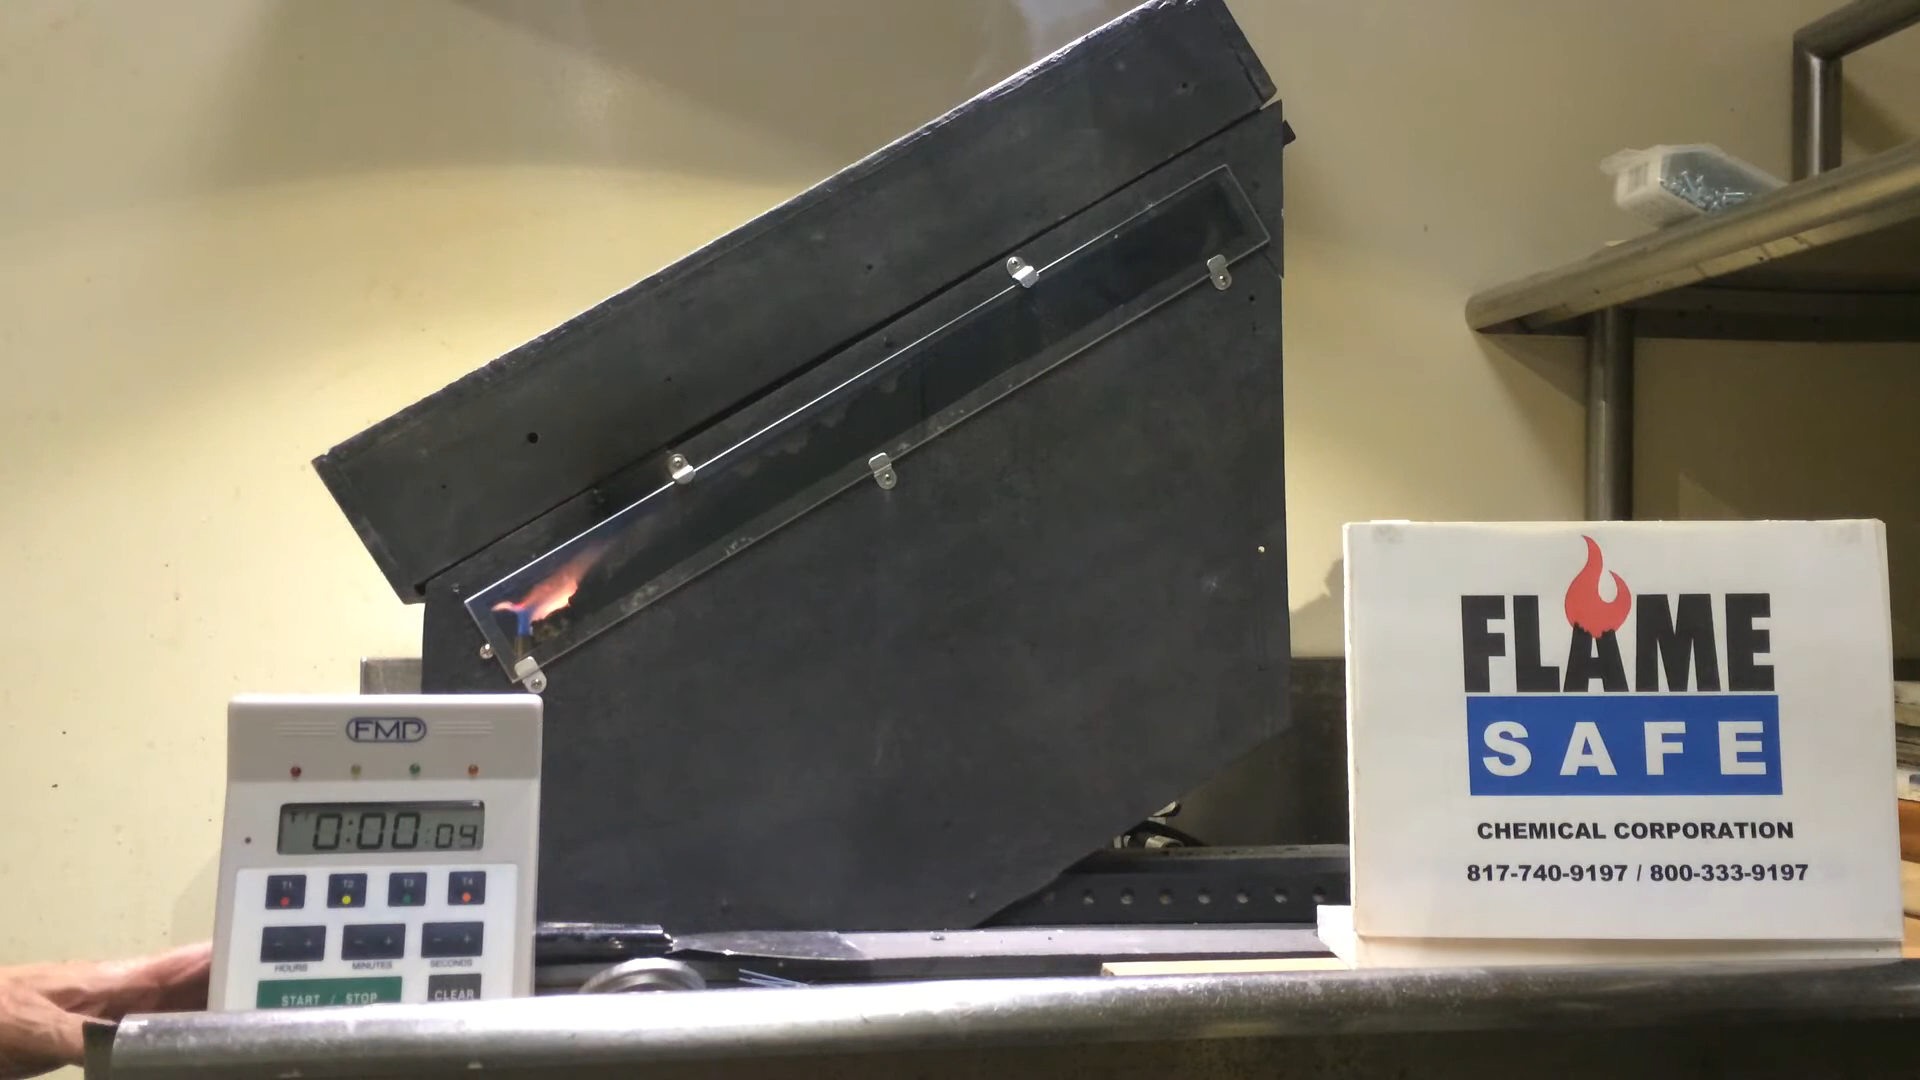 FMP
T1 0:00:04
T1 T2 T3 T4
- + - + - +
HOURS MINUTES SECONDS
START / STOP CLEAR
FLAME
SAFE
CHEMICAL CORPORATION
817-740-9197 / 800-333-9197